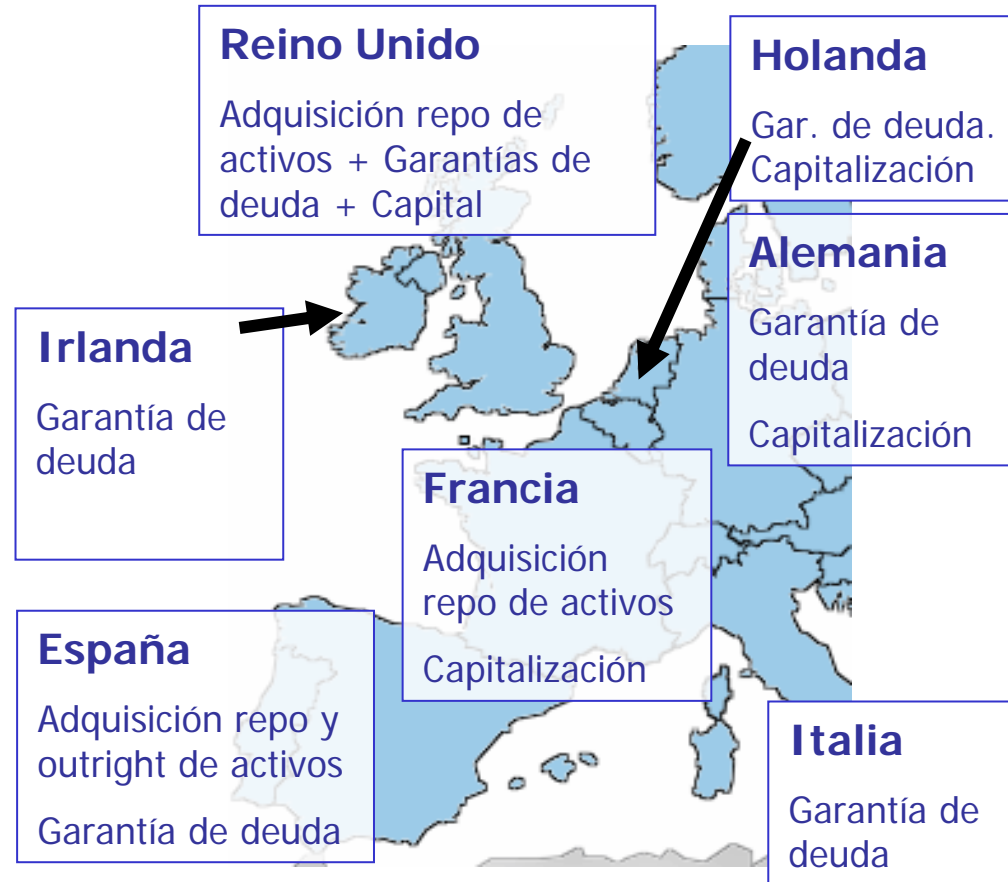 Reino Unido
Adquisición repo de
activos + Garantías de
deuda + Capital
Holanda
Gar. de deuda.
Capitalización
Alemania
Garantía de
deuda
Capitalización
Irlanda
Garantía de
deuda
Francia
Adquisición
repo de activos
Capitalización
España
Adquisición repo y
outright de activos
Garantía de deuda
Italia
Garantía de
deuda